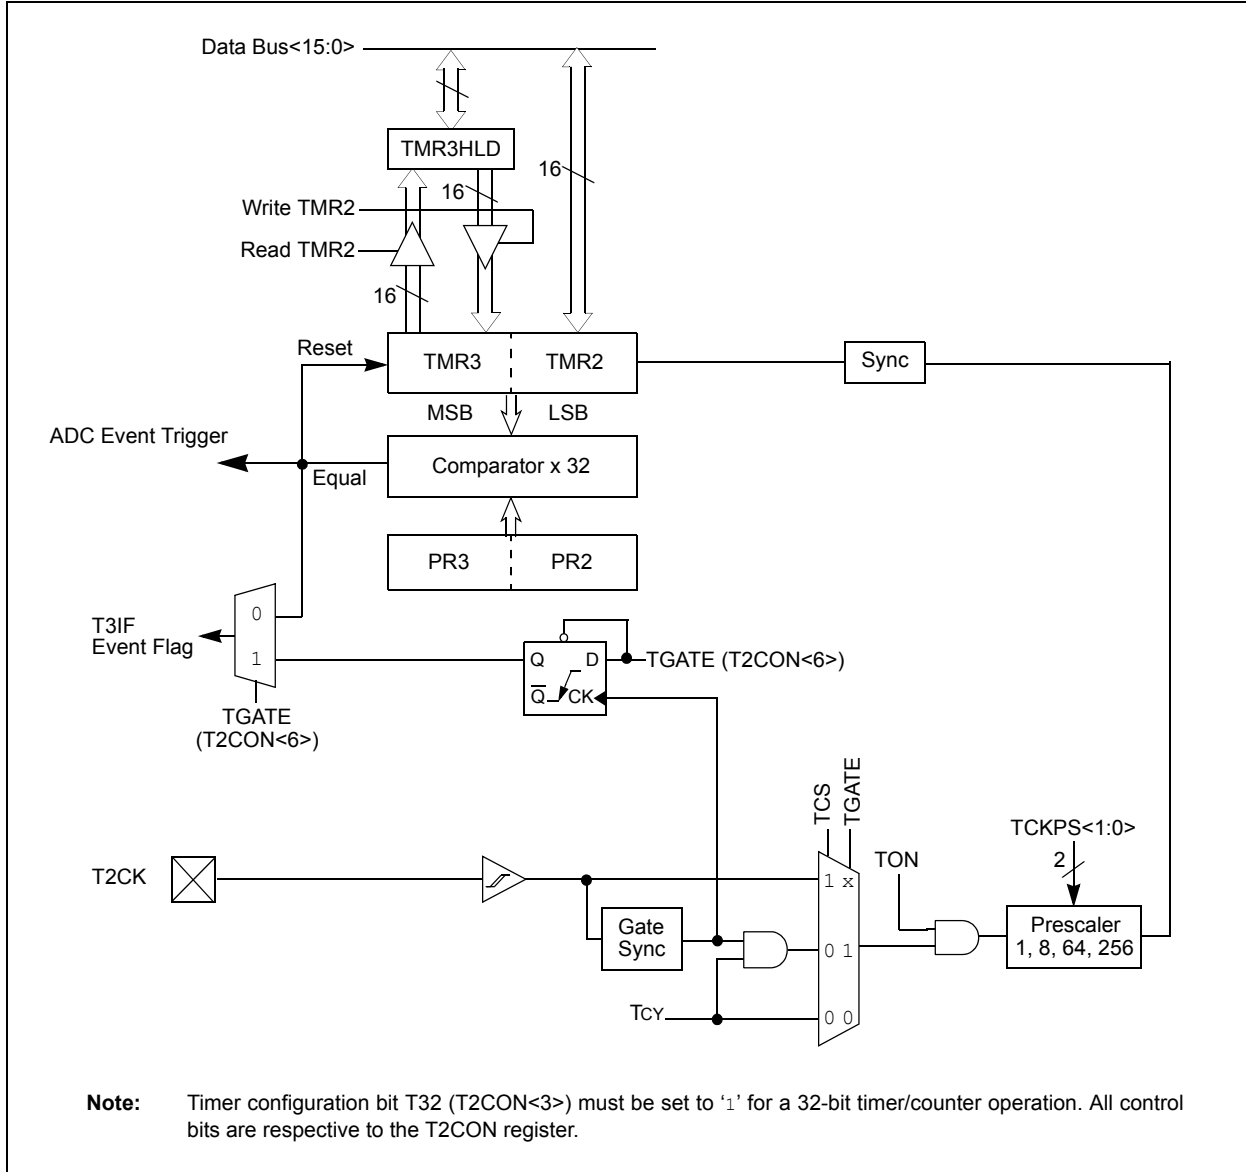 Data Bus<15:0>
TMR3HLD
16
16
Write TMR2
Read TMR2
16
Reset
TMR3
TMR2
Sync
MSB
LSB
ADC Event Trigger
Equal
Comparator x 32
PR3
PR2
0
1
T3IF
Event Flag
Q
D
Q
CK
TGATE (T2CON<6>)
TGATE
(T2CON<6>)
TCS
TGATE
TCKPS<1:0>
2
TON
T2CK
1 x
Gate
Sync
0 1
Prescaler
1, 8, 64, 256
TCY
0 0
Note: Timer configuration bit T32 (T2CON<3>) must be set to ‘1’ for a 32-bit timer/counter operation. All control
bits are respective to the T2CON register.